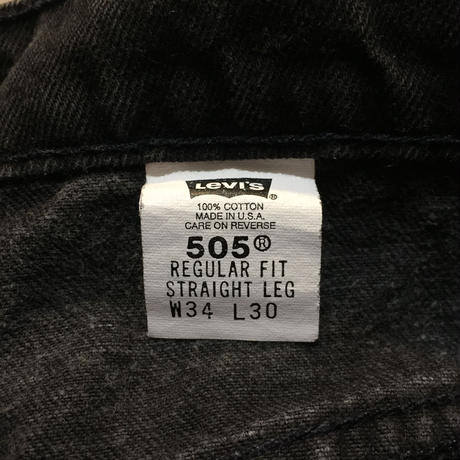 Levi's ®
100% COTTON
MADE IN U.S.A.
CARE ON REVERSE
505®
REGULAR FIT
STRAIGHT LEG
W34 L30